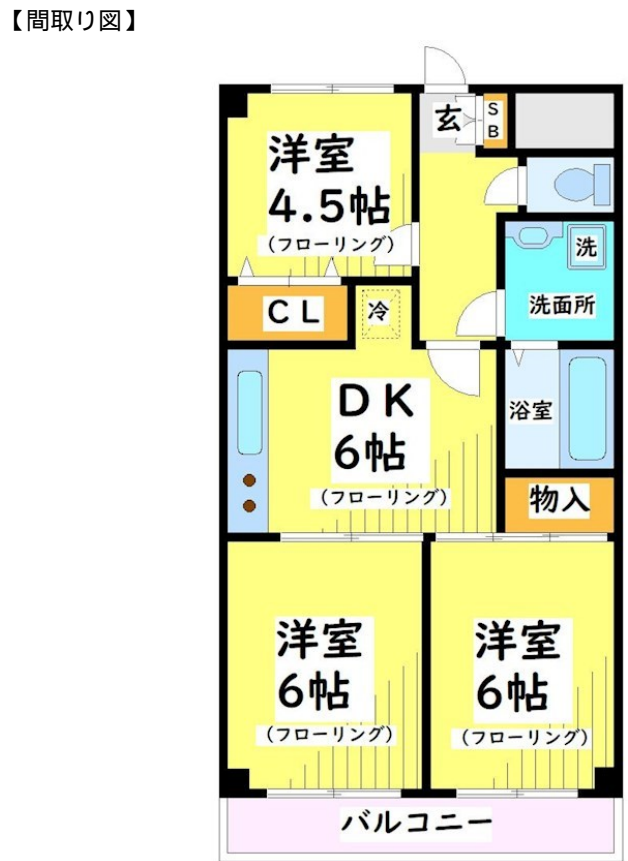 【間取り図】
玄
S
B
洋室
4.5帖
(フローリング)
洗
洗面所
CL
冷
DK
6帖
(フローリング)
浴室
物入
洋室
6帖
(フローリング)
洋室
6帖
(フローリング)
バルコニー